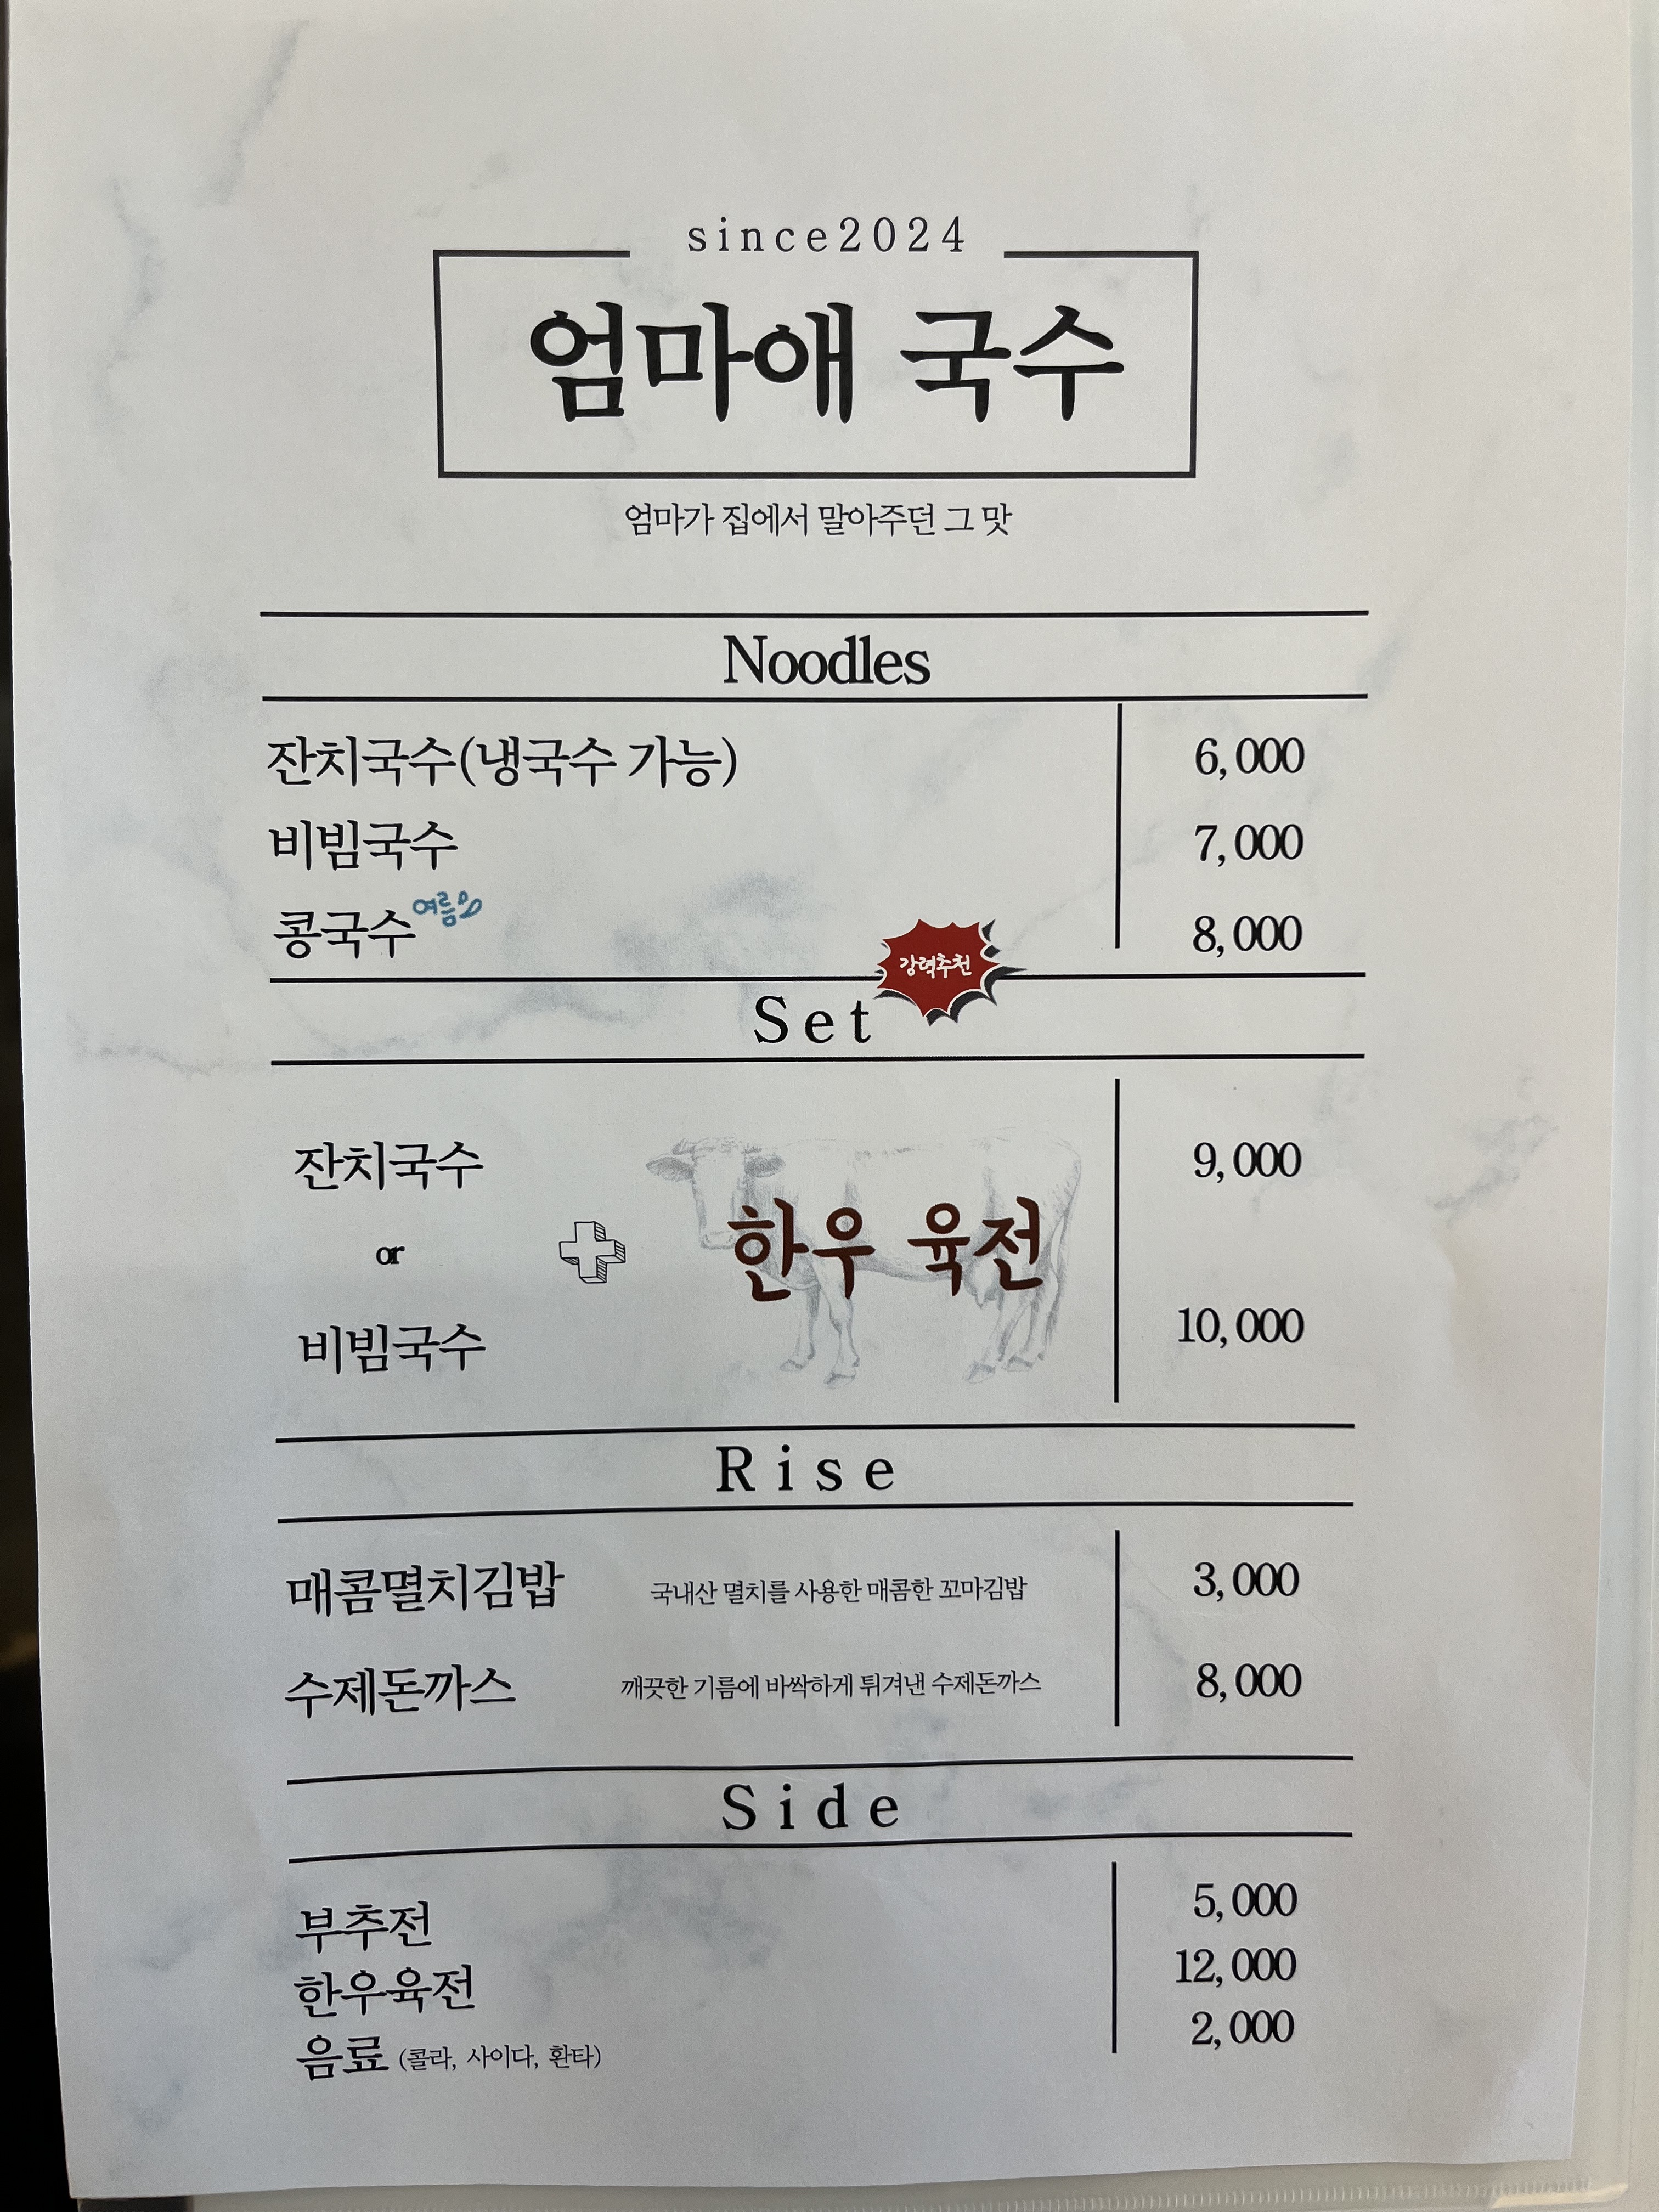 since2024
엄마애 국수
엄마가 집에서 말아주던 그 맛
Noodles
잔치국수(냉국수 가능) 6,000
비빔국수 7,000
콩국수 여름 8,000
강력추천
Set
잔치국수 9,000
or 한우 육전
비빔국수 10,000
Rise
매콤멸치김밥 국내산 멸치를 사용한 매콤한 꼬마김밥 3,000
수제돈까스 깨끗한 기름에 바싹하게 튀겨낸 수제돈까스 8,000
Side
부추전 5,000
한우육전 12,000
음료 (콜라, 사이다, 환타) 2,000